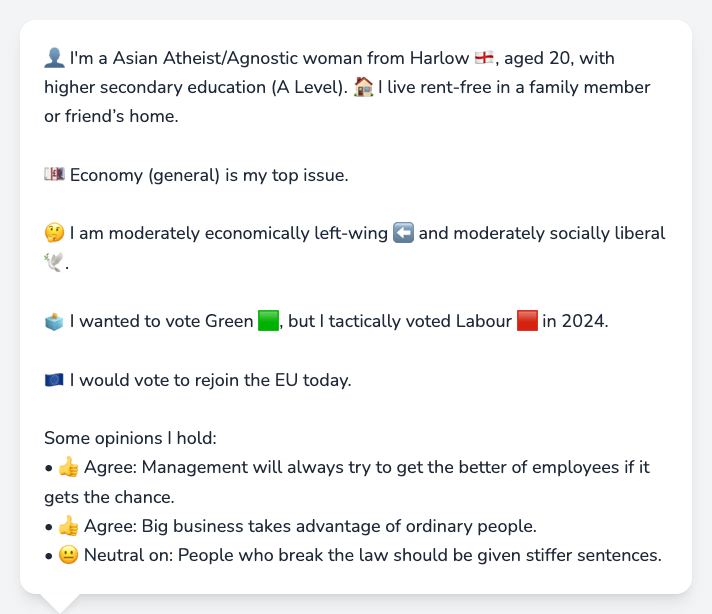 👤 I'm a Asian Atheist/Agnostic woman from Harlow 🏴󠁧󠁢󠁥󠁮󠁧󠁿, aged 20, with
higher secondary education (A Level). 🏠 I live rent-free in a family member
or friend’s home.
💷 Economy (general) is my top issue.
🤔 I am moderately economically left-wing ⬅️ and moderately socially liberal
🕊️.
🗳️ I wanted to vote Green 🟩, but I tactically voted Labour 🟥 in 2024.
🇪🇺 I would vote to rejoin the EU today.
Some opinions I hold:
• 👍 Agree: Management will always try to get the better of employees if it
gets the chance.
• 👍 Agree: Big business takes advantage of ordinary people.
• 😐 Neutral on: People who break the law should be given stiffer sentences.